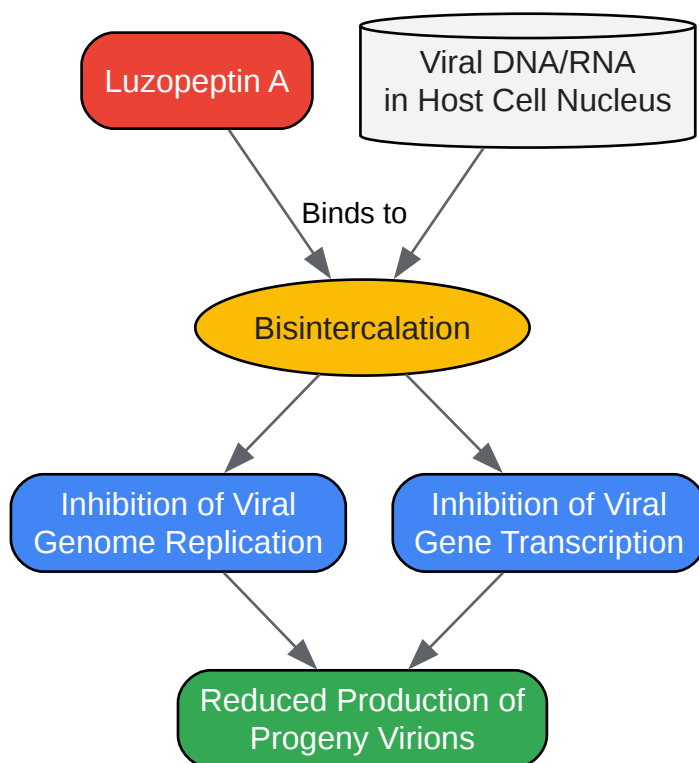 Luzopeptin A
Viral DNA/RNA
in Host Cell Nucleus
Binds to
Bisintercalation
Inhibition of Viral
Genome Replication
Inhibition of Viral
Gene Transcription
Reduced Production of
Progeny Virions